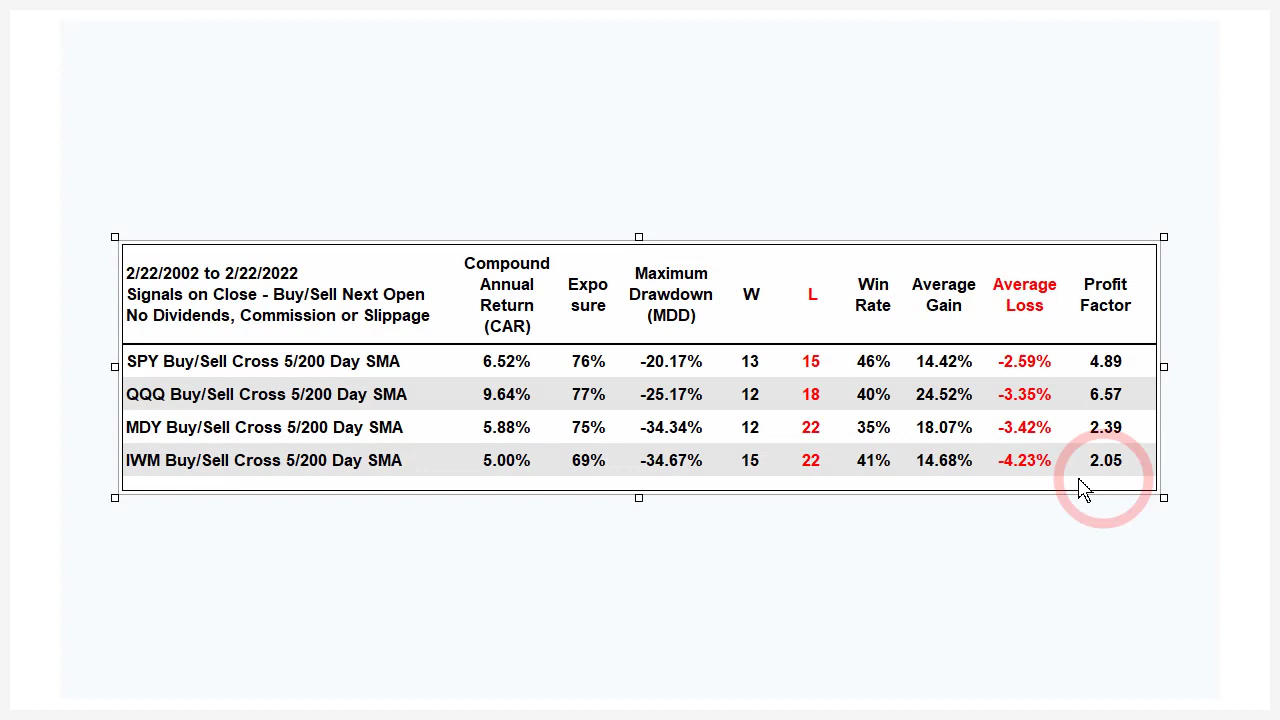 2/22/2002 to 2/22/2022
Signals on Close - Buy/Sell Next Open
No Dividends, Commission or Slippage
Compound
Annual
Return
(CAR)
Expo
sure
Maximum
Drawdown
(MDD)
W
L
Win
Rate
Average
Gain
Average
Loss
Profit
Factor
SPY Buy/Sell Cross 5/200 Day SMA 6.52% 76% -20.17% 13 15 46% 14.42% -2.59% 4.89
QQQ Buy/Sell Cross 5/200 Day SMA 9.64% 77% -25.17% 12 18 40% 24.52% -3.35% 6.57
MDY Buy/Sell Cross 5/200 Day SMA 5.88% 75% -34.34% 12 22 35% 18.07% -3.42% 2.39
IWM Buy/Sell Cross 5/200 Day SMA 5.00% 69% -34.67% 15 22 41% 14.68% -4.23% 2.05